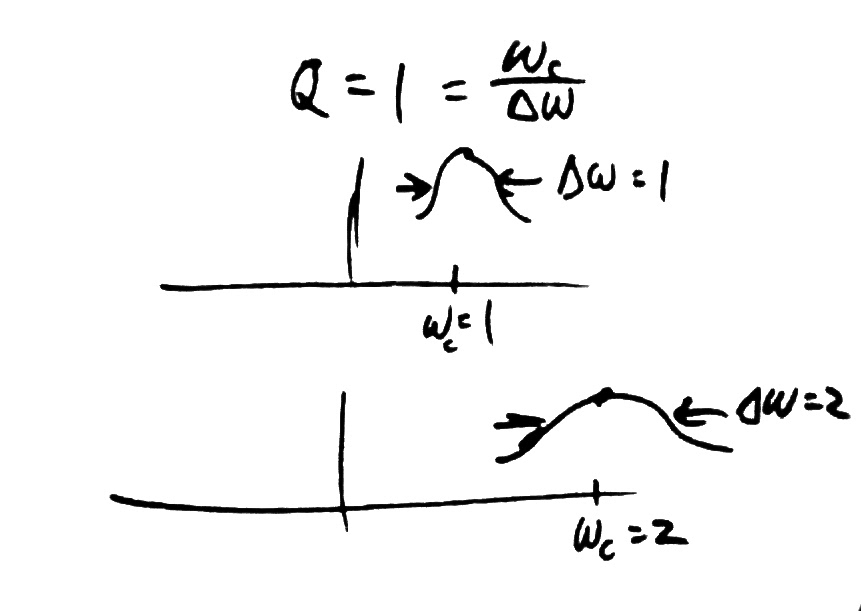 Q = 1 = ωc/Δω
Δω = 1
ωc = 1
Δω = 2
ωc = 2